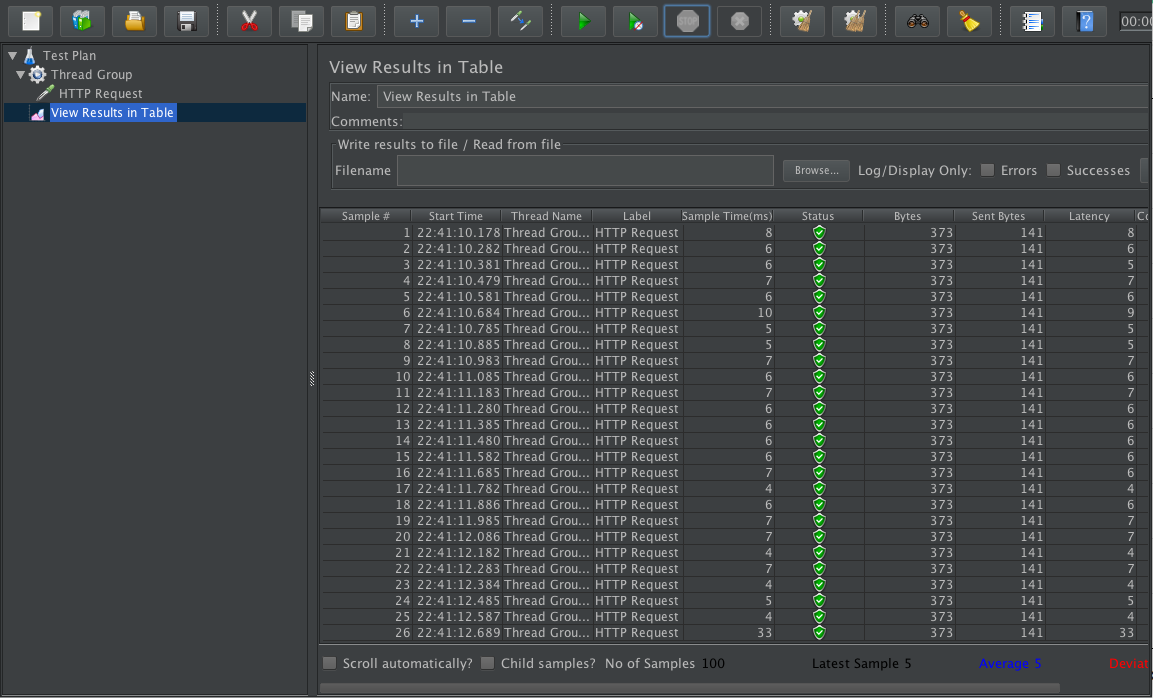 STOP
00:00
Test Plan
Thread Group
HTTP Request
View Results in Table
View Results in Table
Name: View Results in Table
Comments:
Write results to file / Read from file
Filename Browse... Log/Display Only: Errors Successes
Sample # Start Time Thread Name Label Sample Time(ms) Status Bytes Sent Bytes Latency Co
1 22:41:10.178 Thread Grou... HTTP Request 8 373 141 8
2 22:41:10.282 Thread Grou... HTTP Request 6 373 141 6
3 22:41:10.381 Thread Grou... HTTP Request 6 373 141 5
4 22:41:10.479 Thread Grou... HTTP Request 7 373 141 7
5 22:41:10.581 Thread Grou... HTTP Request 6 373 141 6
6 22:41:10.684 Thread Grou... HTTP Request 10 373 141 9
7 22:41:10.785 Thread Grou... HTTP Request 5 373 141 5
8 22:41:10.885 Thread Grou... HTTP Request 5 373 141 5
9 22:41:10.983 Thread Grou... HTTP Request 7 373 141 7
10 22:41:11.085 Thread Grou... HTTP Request 6 373 141 6
11 22:41:11.183 Thread Grou... HTTP Request 7 373 141 7
12 22:41:11.280 Thread Grou... HTTP Request 6 373 141 6
13 22:41:11.385 Thread Grou... HTTP Request 6 373 141 6
14 22:41:11.480 Thread Grou... HTTP Request 6 373 141 6
15 22:41:11.582 Thread Grou... HTTP Request 6 373 141 6
16 22:41:11.685 Thread Grou... HTTP Request 7 373 141 6
17 22:41:11.782 Thread Grou... HTTP Request 4 373 141 4
18 22:41:11.886 Thread Grou... HTTP Request 6 373 141 6
19 22:41:11.985 Thread Grou... HTTP Request 7 373 141 7
20 22:41:12.086 Thread Grou... HTTP Request 7 373 141 7
21 22:41:12.182 Thread Grou... HTTP Request 4 373 141 4
22 22:41:12.283 Thread Grou... HTTP Request 7 373 141 7
23 22:41:12.384 Thread Grou... HTTP Request 4 373 141 4
24 22:41:12.485 Thread Grou... HTTP Request 5 373 141 5
25 22:41:12.587 Thread Grou... HTTP Request 4 373 141 4
26 22:41:12.689 Thread Grou... HTTP Request 33 373 141 33
Scroll automatically? Child samples? No of Samples 100 Latest Sample 5 Average 5 Deviat